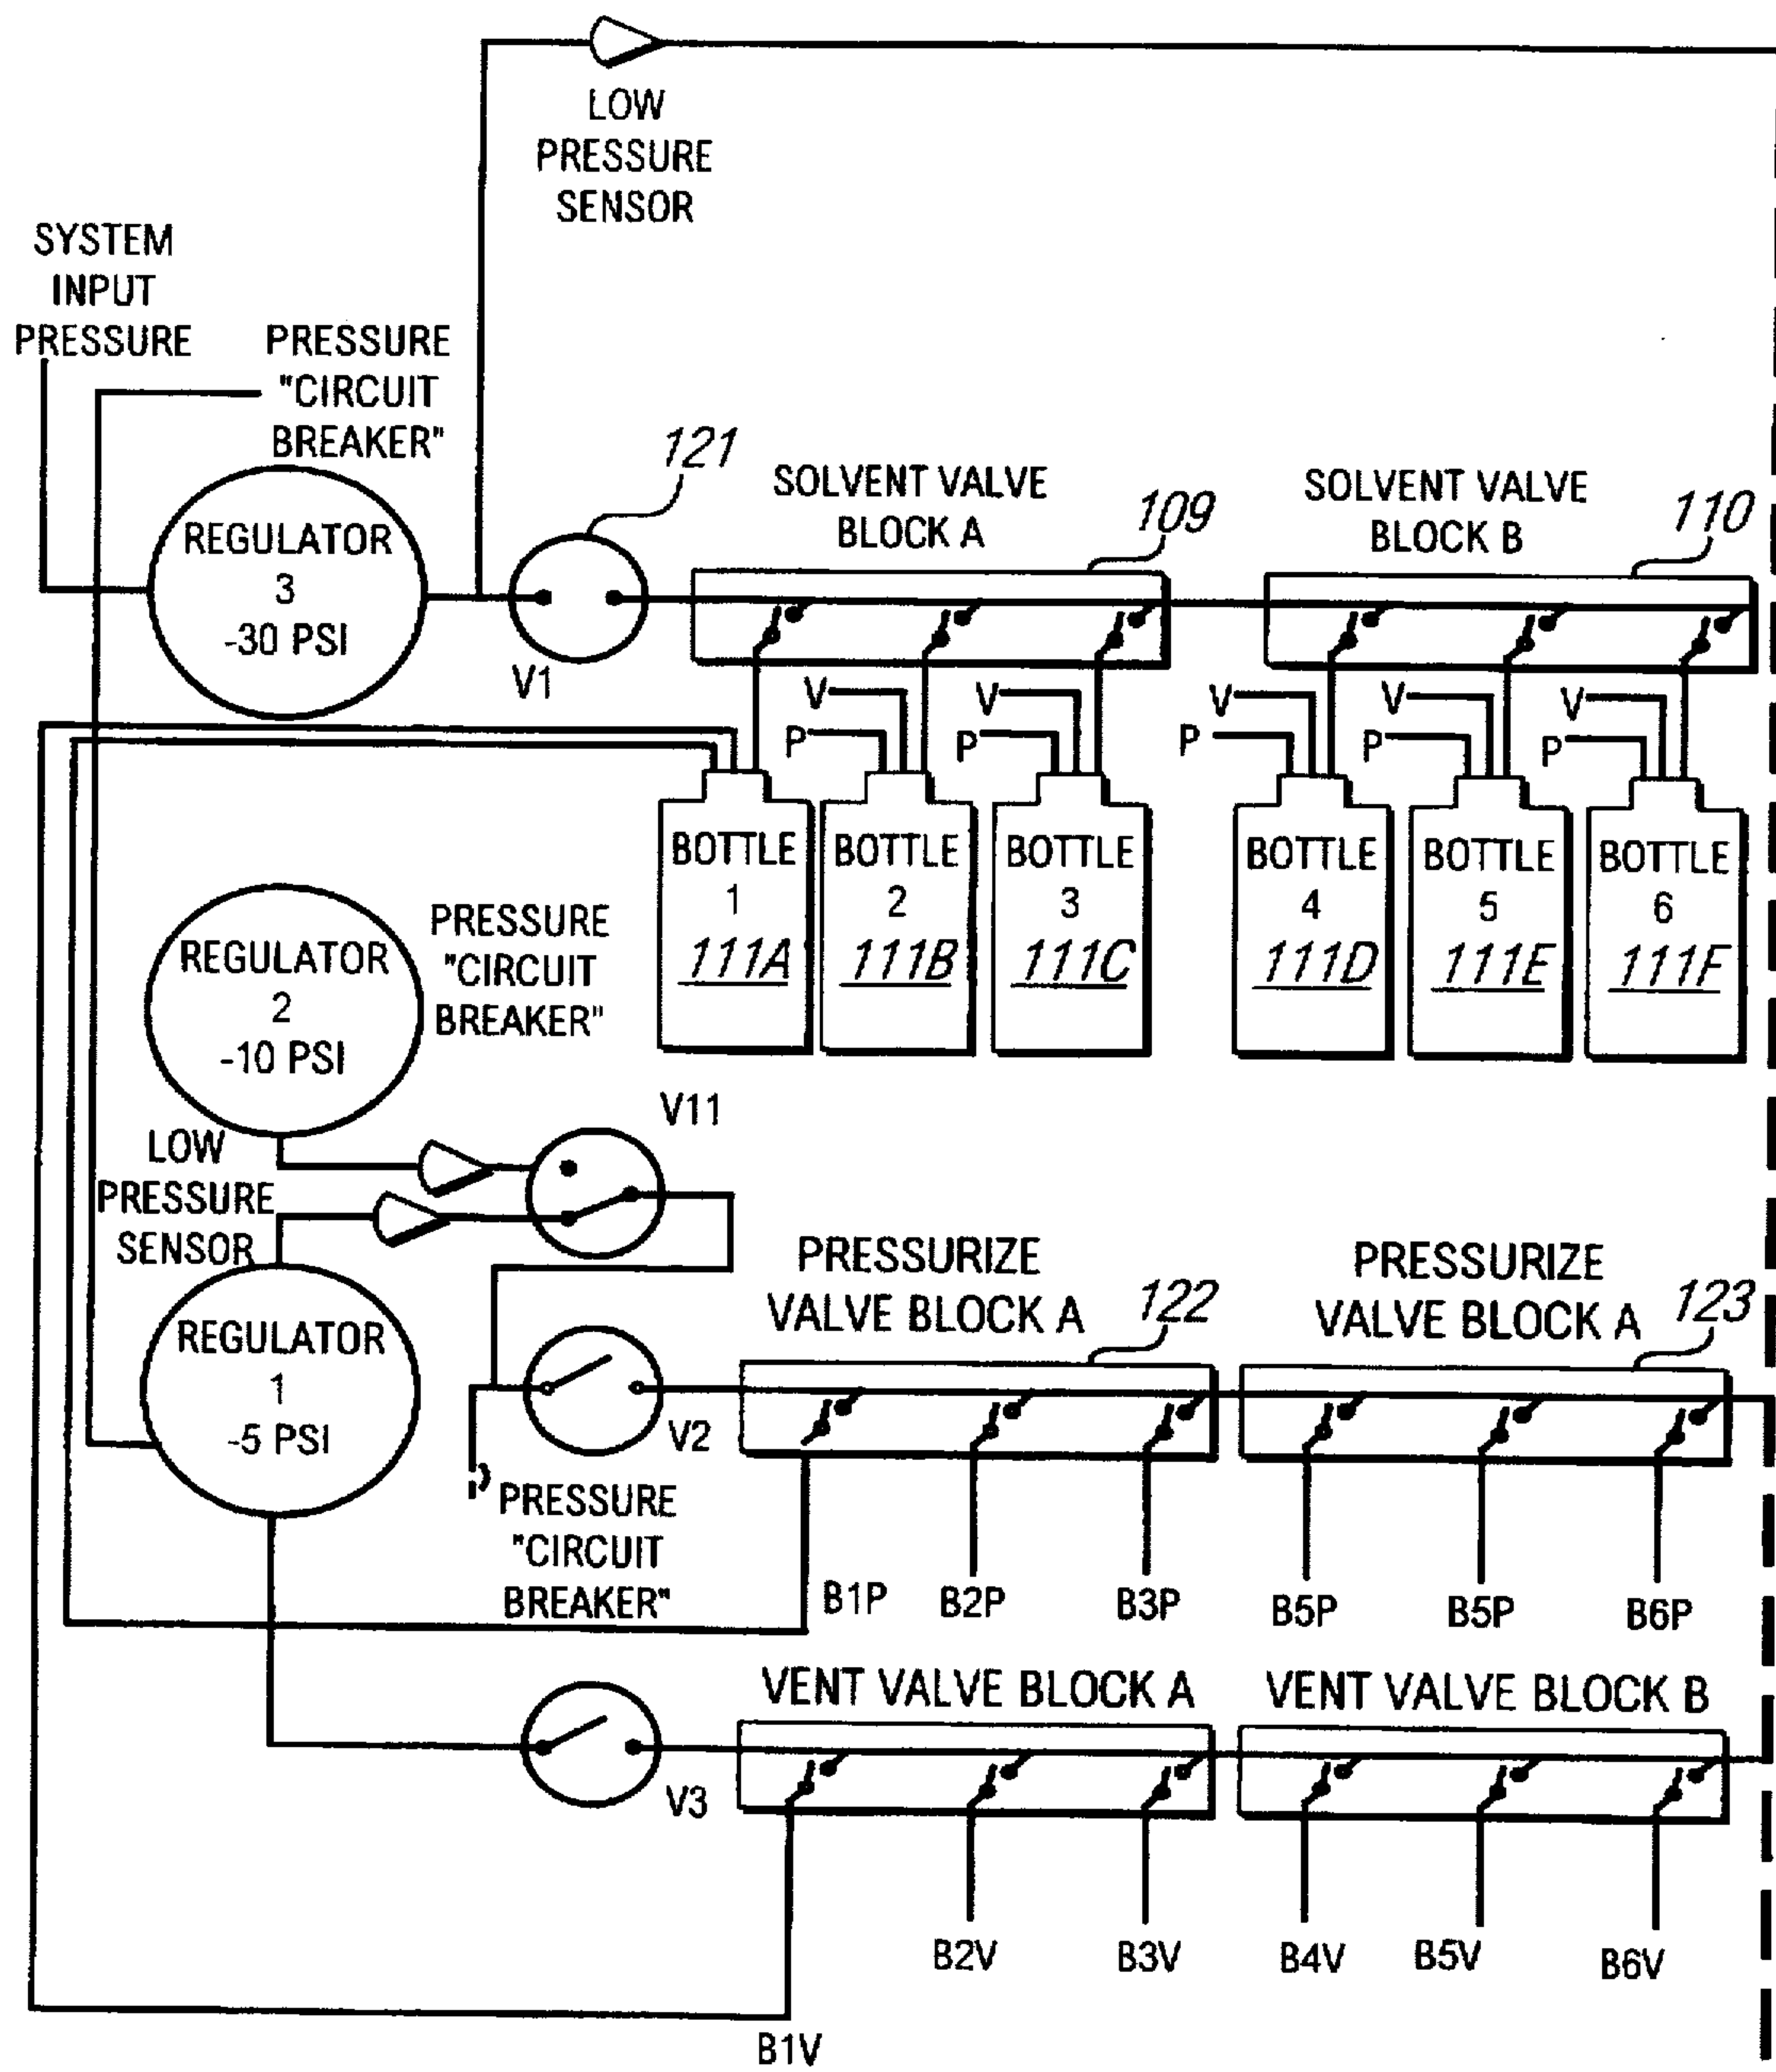 LOW
PRESSURE
SENSOR
SYSTEM
INPUT
PRESSURE
PRESSURE
"CIRCUIT
BREAKER"
REGULATOR
3
-30 PSI
121
V1
SOLVENT VALVE
BLOCK A
109
SOLVENT VALVE
BLOCK B
110
V
P
V
P
V
P
V
P
V
P
BOTTLE
1
111A
BOTTLE
2
111B
BOTTLE
3
111C
BOTTLE
4
111D
BOTTLE
5
111E
BOTTLE
6
111F
REGULATOR
2
-10 PSI
PRESSURE
"CIRCUIT
BREAKER"
V11
LOW
PRESSURE
SENSOR
REGULATOR
1
-5 PSI
V2
PRESSURE
"CIRCUIT
BREAKER"
PRESSURIZE
VALVE BLOCK A
122
PRESSURIZE
VALVE BLOCK A
123
B1P
B2P
B3P
B5P
B5P
B6P
VENT VALVE BLOCK A
VENT VALVE BLOCK B
V3
B2V
B3V
B4V
B5V
B6V
B1V